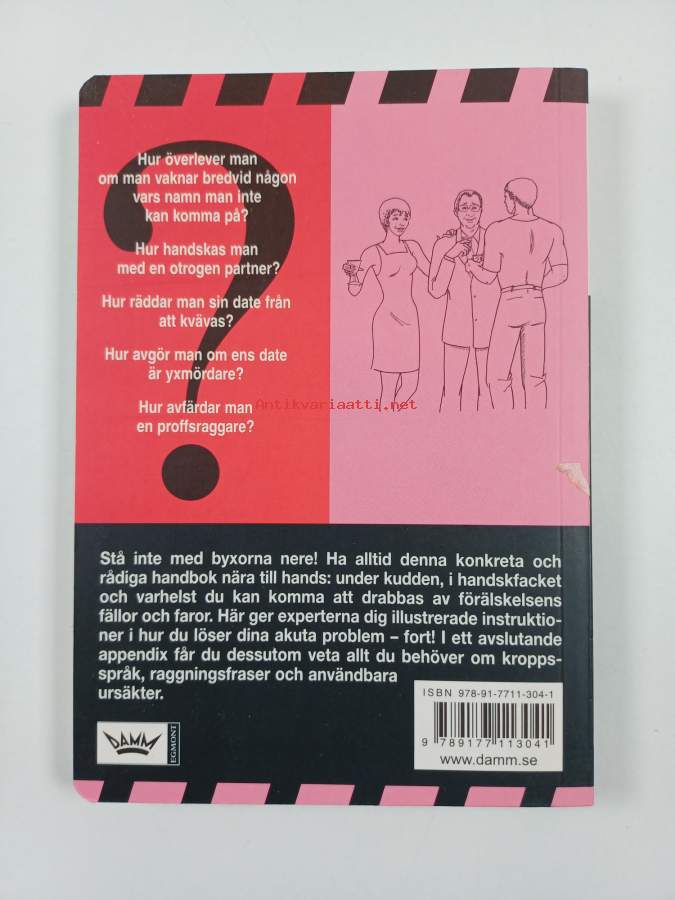 Hur överlever man
om man vaknar bredvid någon
vars namn man inte
kan komma på?
Hur handskas man
med en otrogen partner?
Hur räddar man sin date från
att kvävas?
Hur avgör man om ens date
är yxmördare?
Hur avfärdar man
en proffsraggare?
Antikvariaatti.net
Stå inte med byxorna nere! Ha alltid denna konkreta och
rådiga handbok nära till hands: under kudden, i handskfacket
och varhelst du kan komma att drabbas av förälskelsens
fällor och faror. Här ger experterna dig illustrerade instruktio-
ner i hur du löser dina akuta problem – fort! I ett avslutande
appendix får du dessutom veta allt du behöver om kropps-
språk, raggningsfraser och användbara
ursäkter.
ISBN 978-91-7711-304-1
9 789177 113041
www.damm.se
DAMM
EGMONT